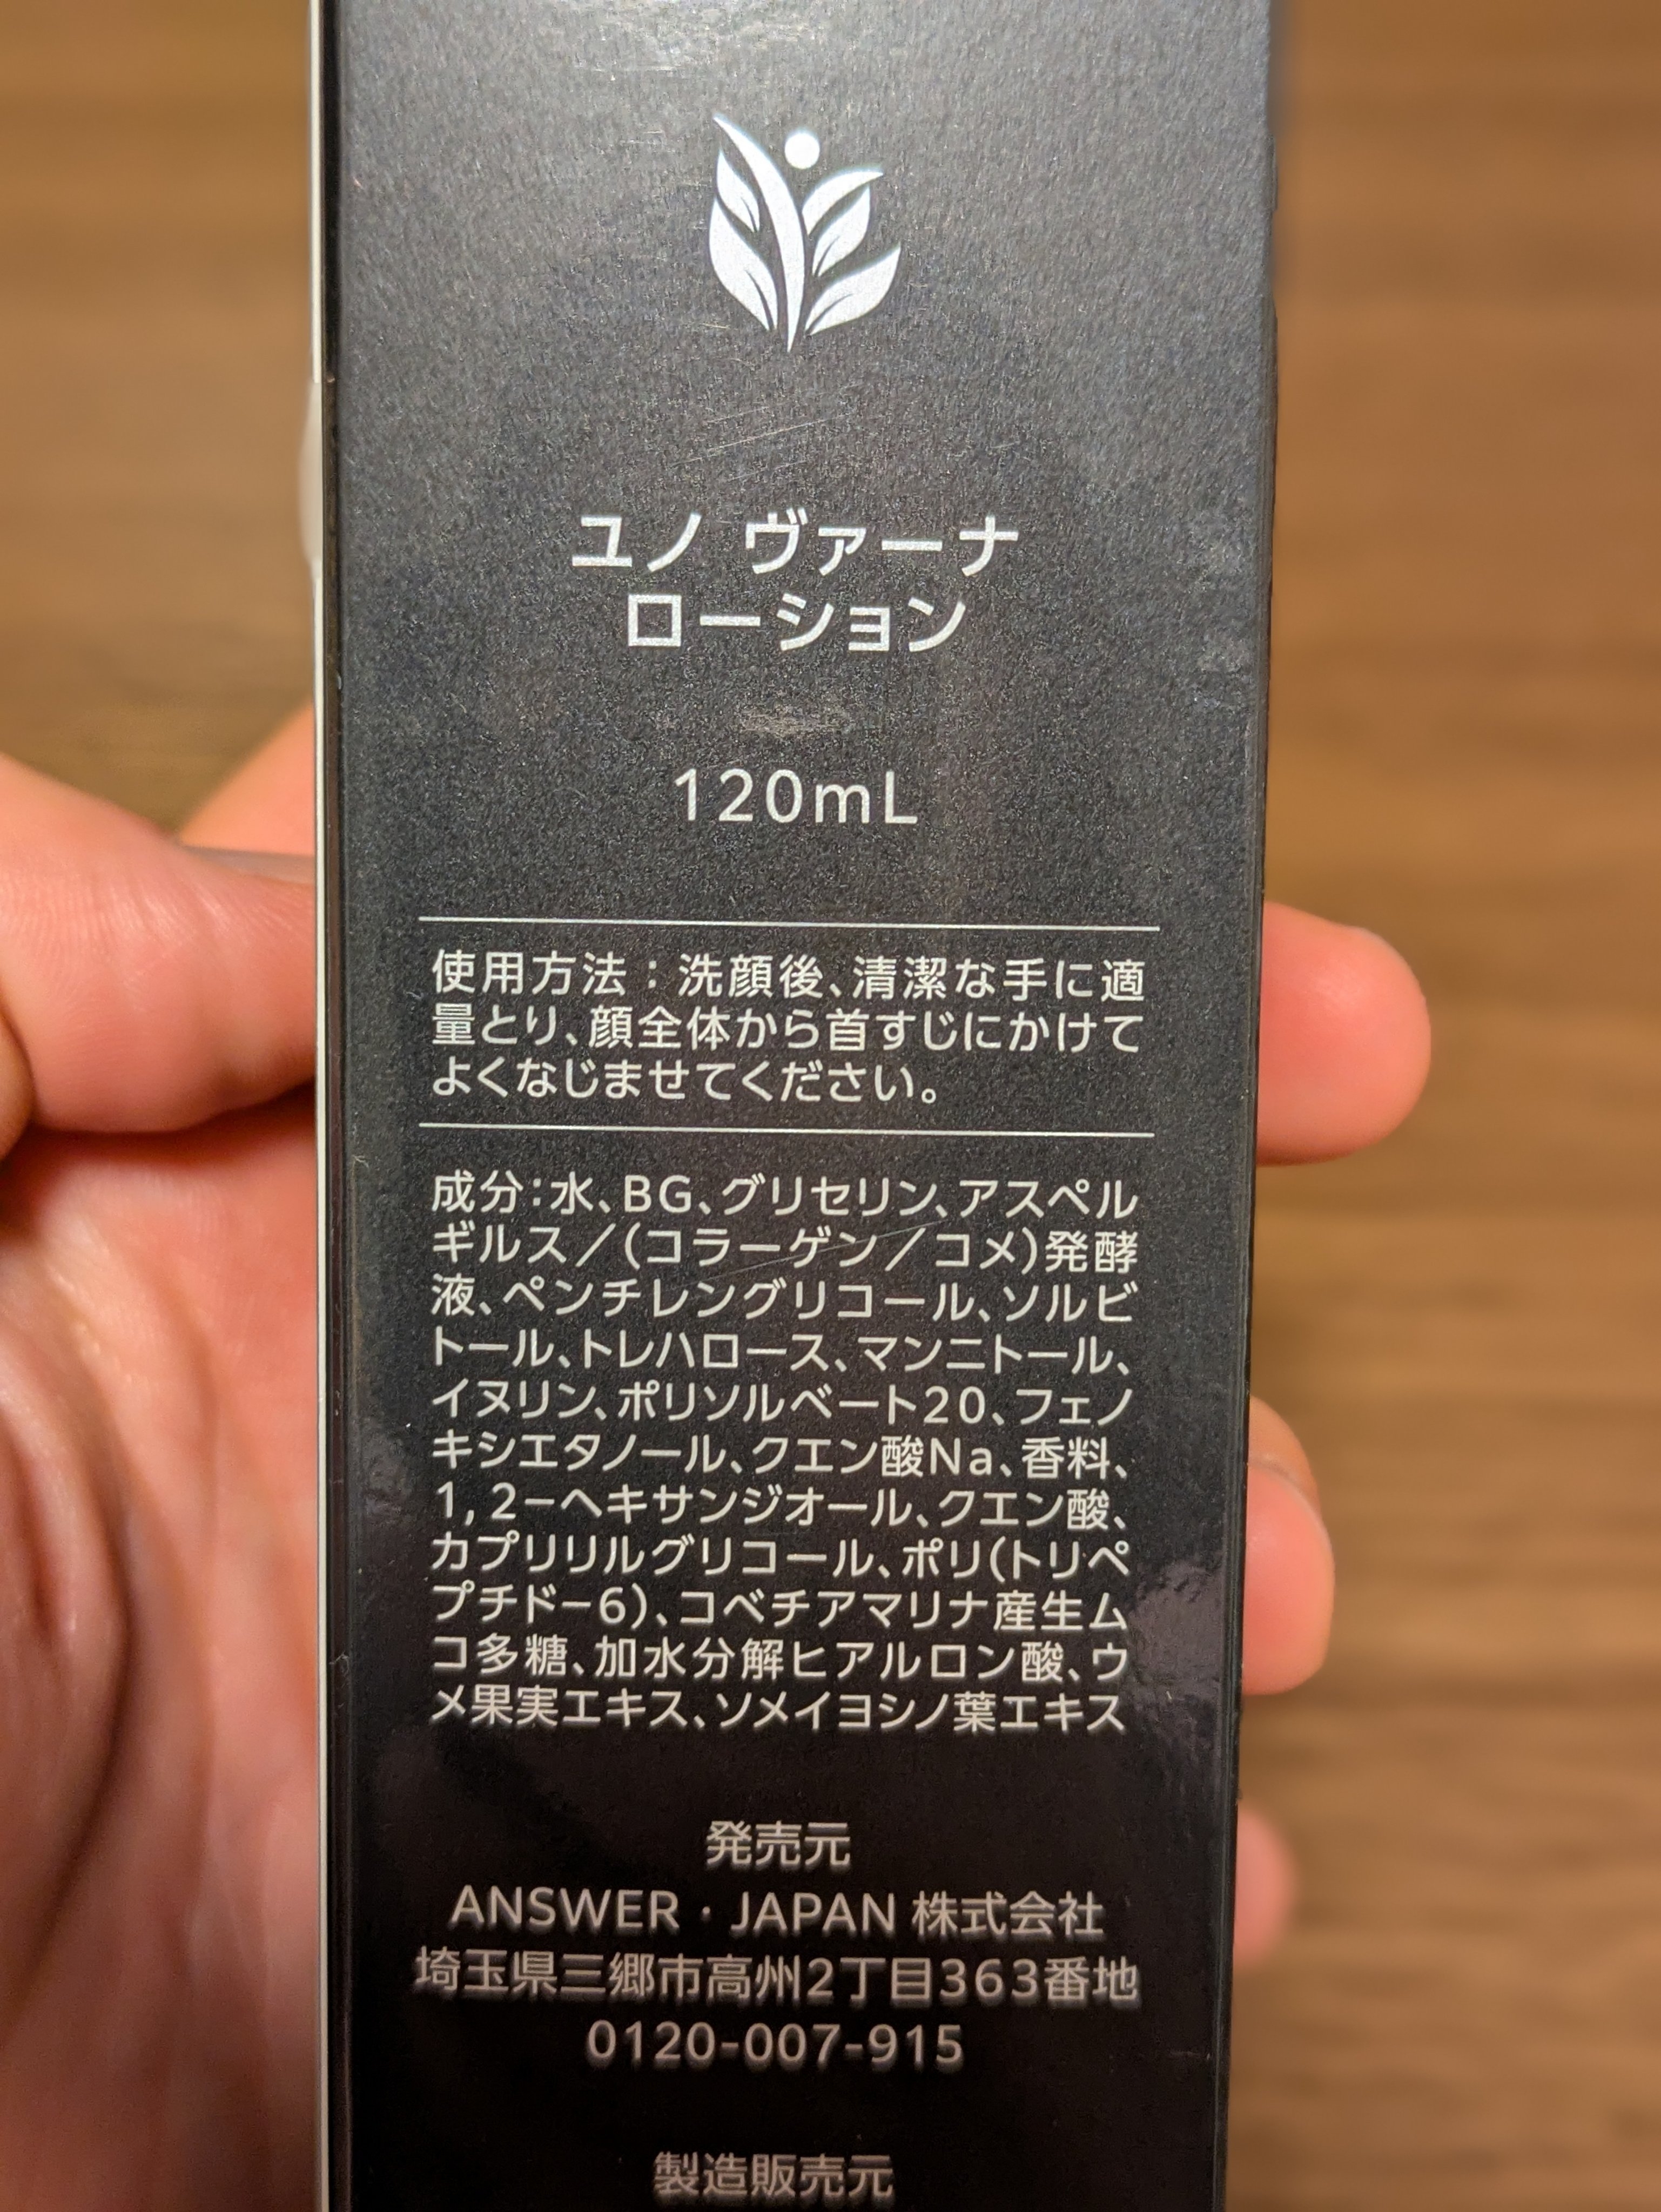 ユノ ヴァーナ
ローション
120mL
使用方法：洗顔後、清潔な手に適
量とり、顔全体から首すじにかけて
よくなじませてください。
成分：水、BG、グリセリン、アスペル
ギルス／(コラーゲン／コメ)発酵
液、ペンチレングリコール、ソルビ
トール、トレハロース、マンニトール、
イヌリン、ポリソルベート20、フェノ
キシエタノール、クエン酸Na、香料、
1,2－ヘキサンジオール、クエン酸、
カプリリルグリコール、ポリ(トリペ
プチド－6)、コベチアマリナ産生ム
コ多糖、加水分解ヒアルロン酸、ウ
メ果実エキス、ソメイヨシノ葉エキス
発売元
ANSWER・JAPAN 株式会社
埼玉県三郷市高州2丁目363番地
0120-007-915
製造販売元